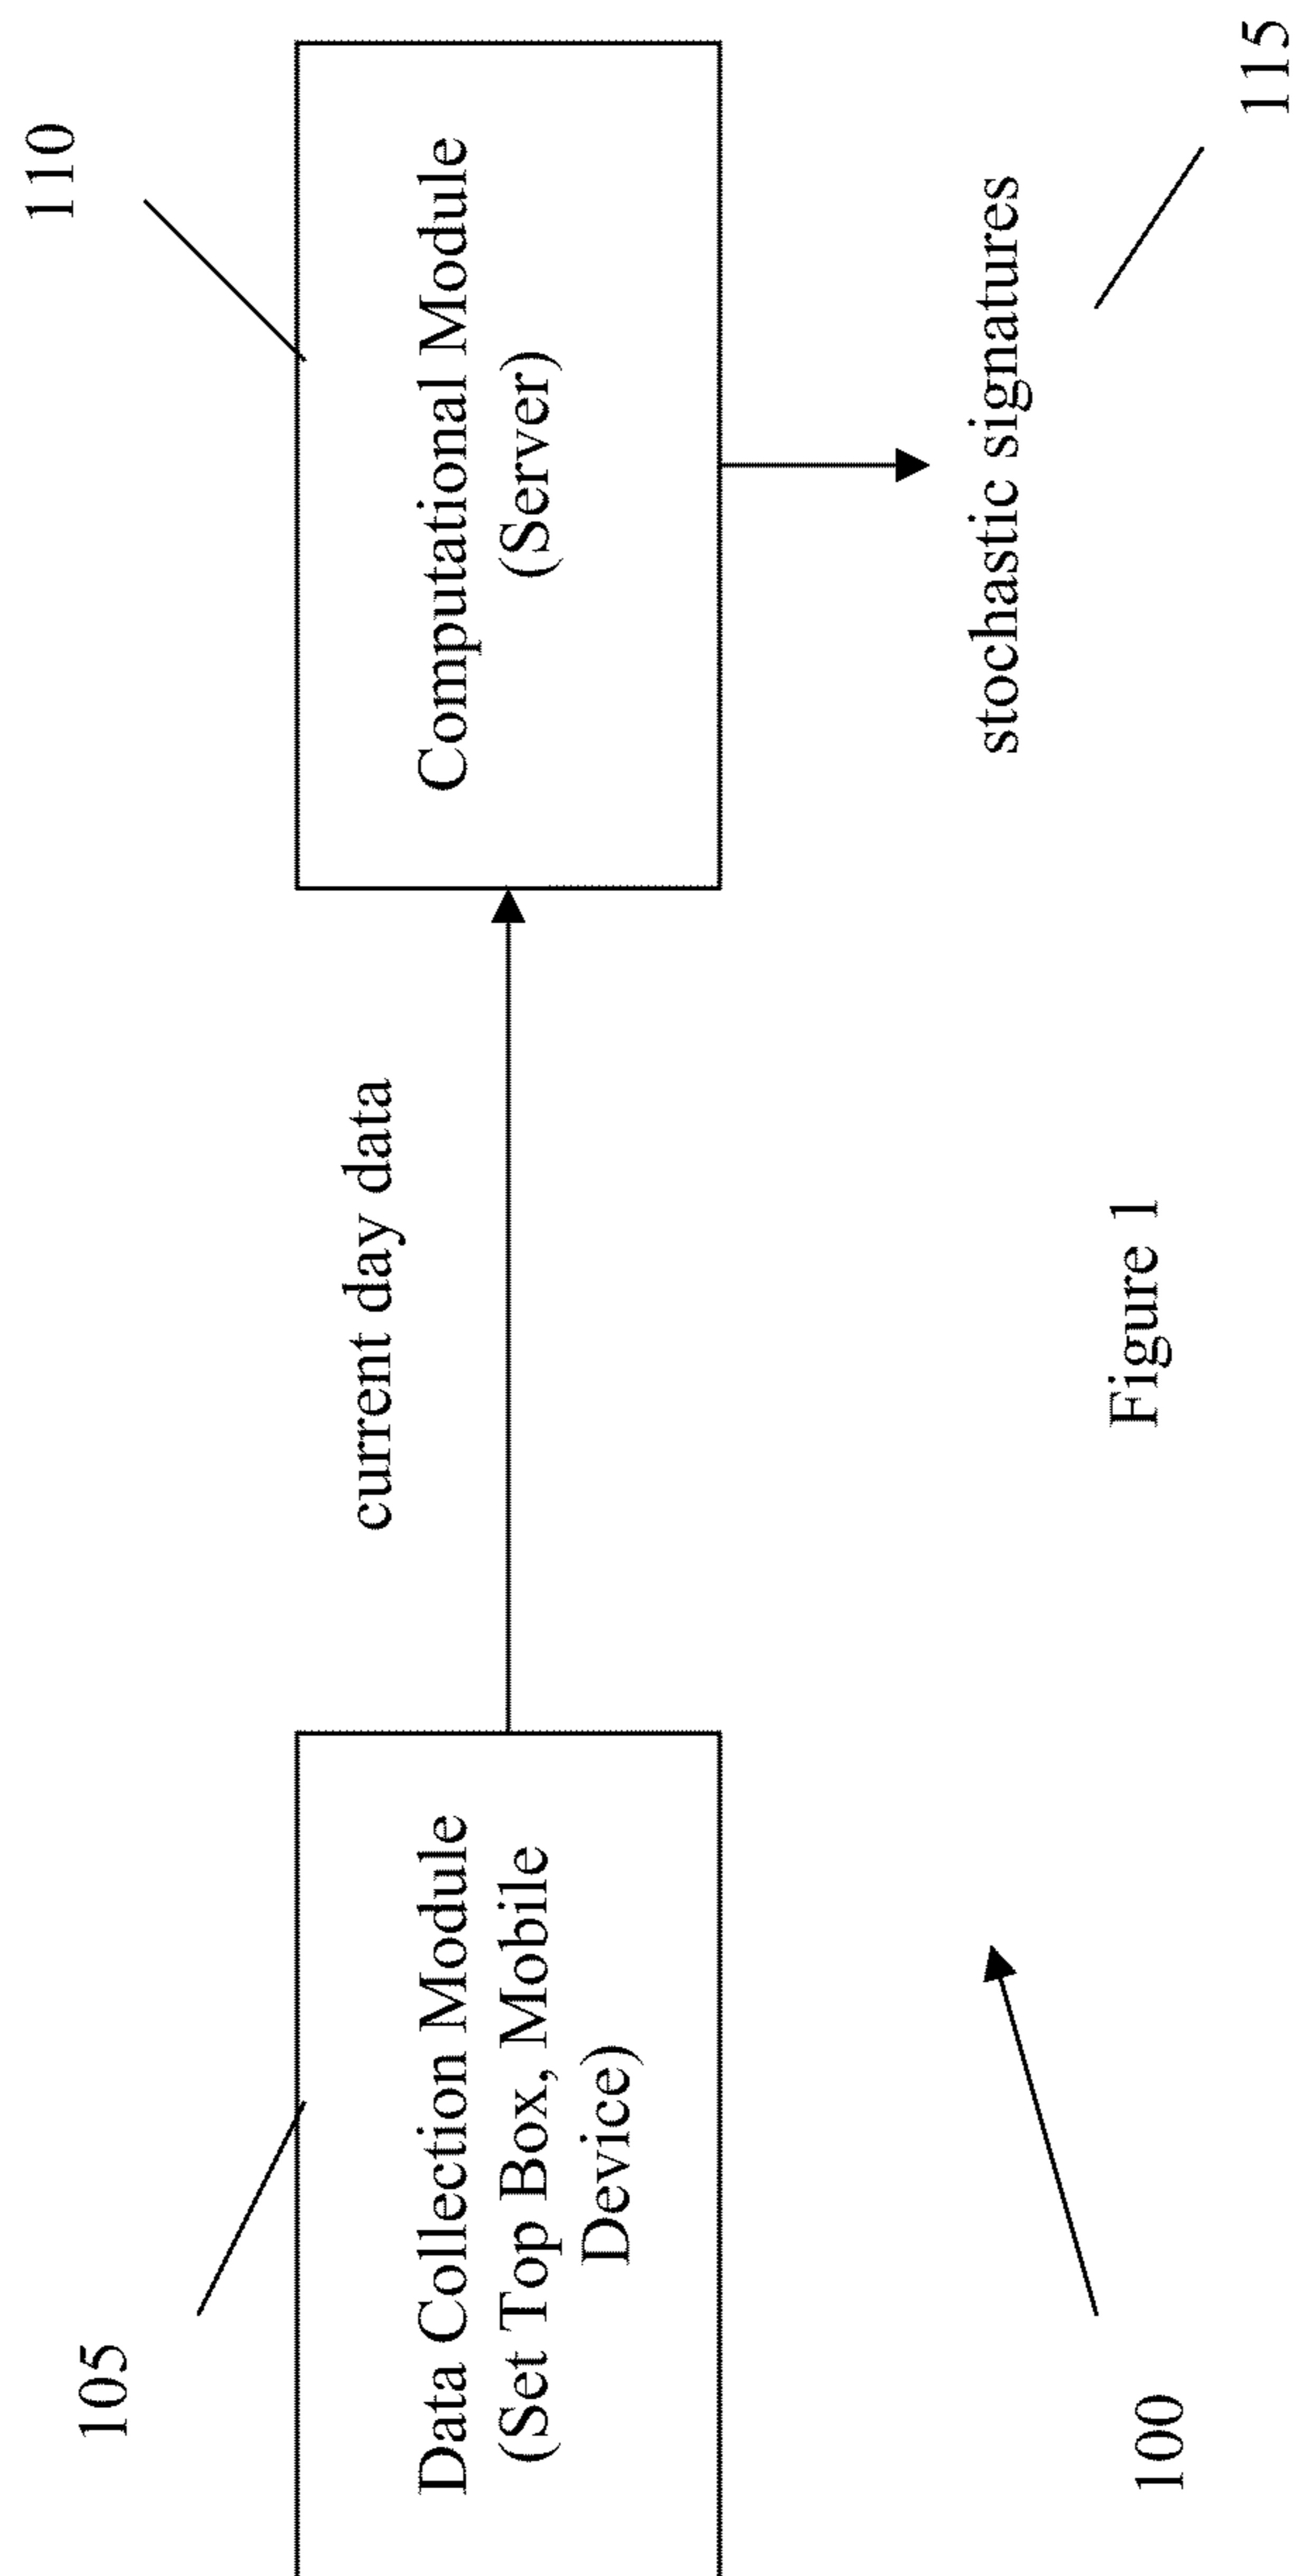 105
110
current day data
Data Collection Module
(Set Top Box, Mobile
Device)
Computational Module
(Server)
stochastic signatures
100
115
Figure 1